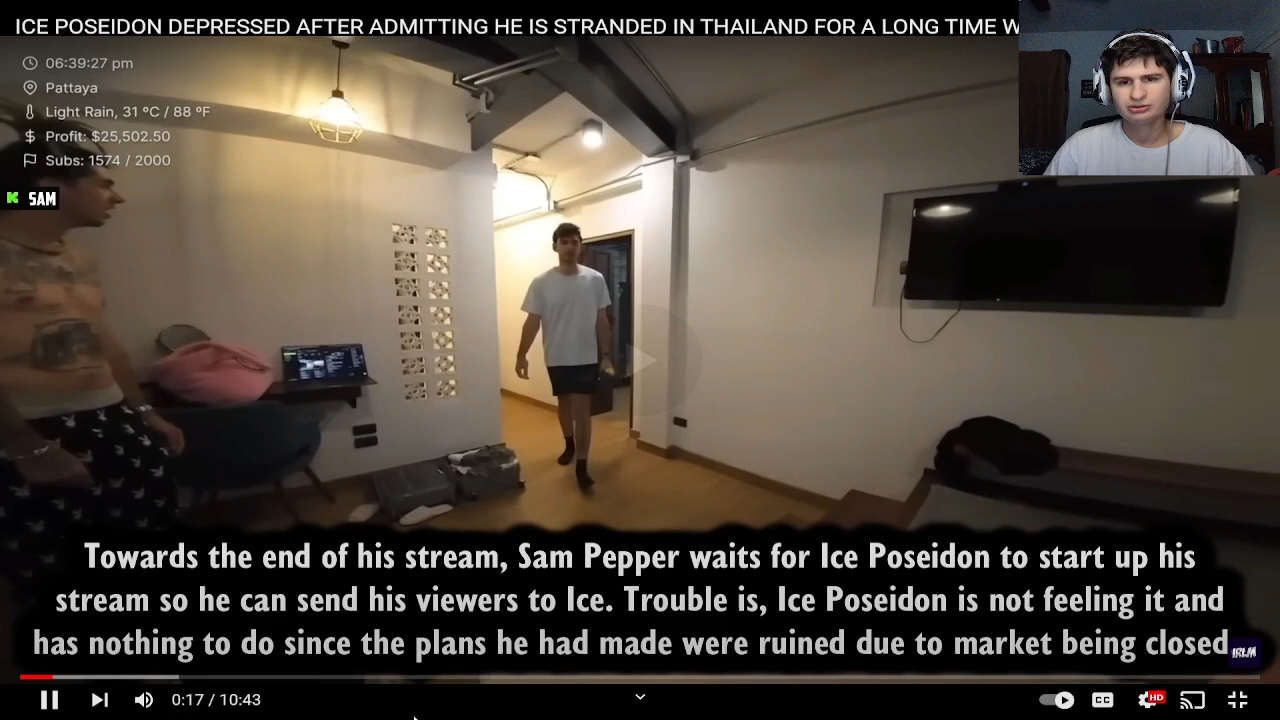 ICE POSEIDON DEPRESSED AFTER ADMITTING HE IS STRANDED IN THAILAND FOR A LONG TIME W
06:39:27 pm
Pattaya
Light Rain, 31 ºC / 88 ºF
Profit: $25,502.50
Subs: 1574 / 2000
K SAM
Towards the end of his stream, Sam Pepper waits for Ice Poseidon to start up his
stream so he can send his viewers to Ice. Trouble is, Ice Poseidon is not feeling it and
has nothing to do since the plans he had made were ruined due to market being closed
IRLM
0:17 / 10:43
CC
HD